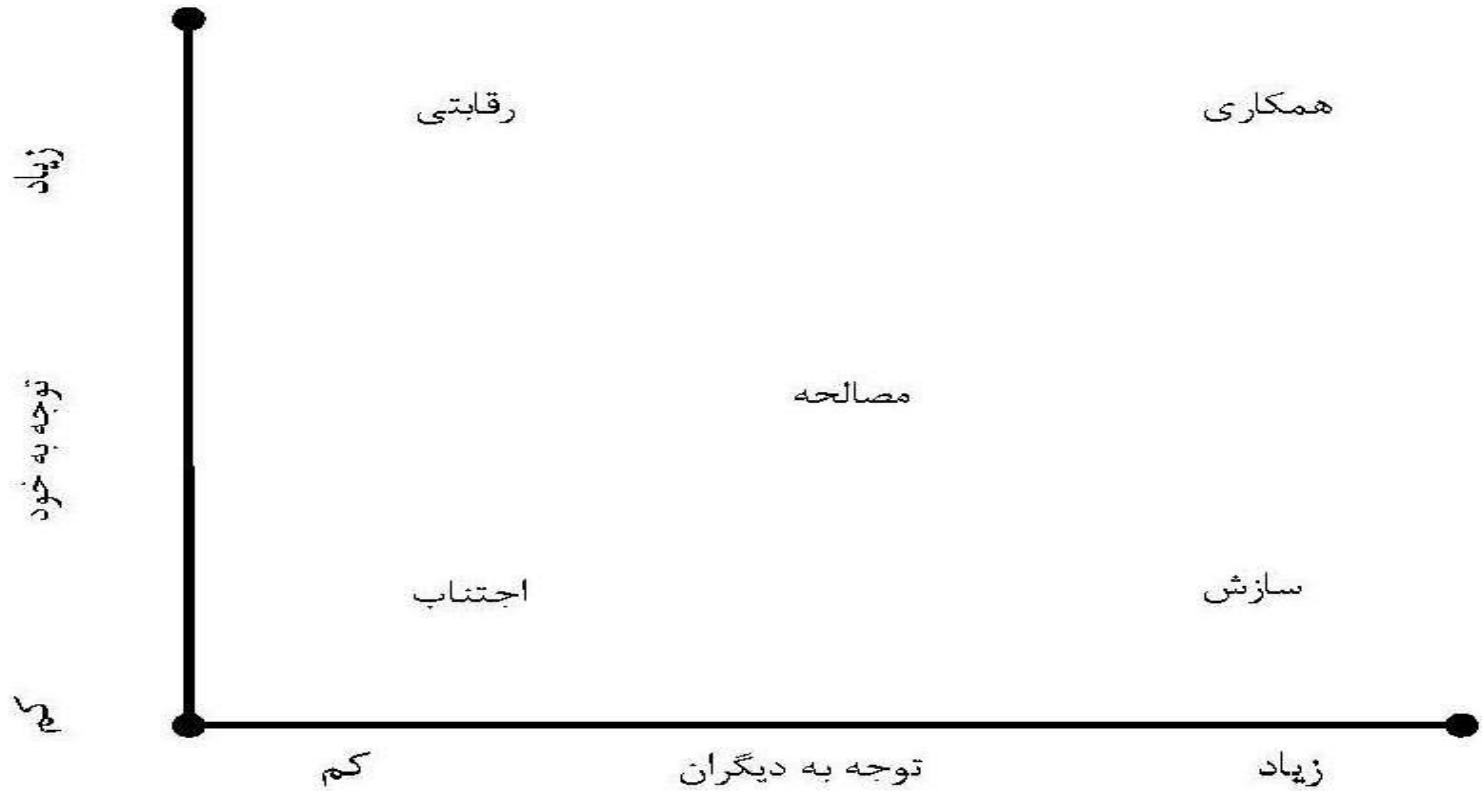 رقابتی
همکاری
زیاد
توجه به خود
مصالحه
اجتناب
سازش
کم
کم
توجه به دیگران
زیاد